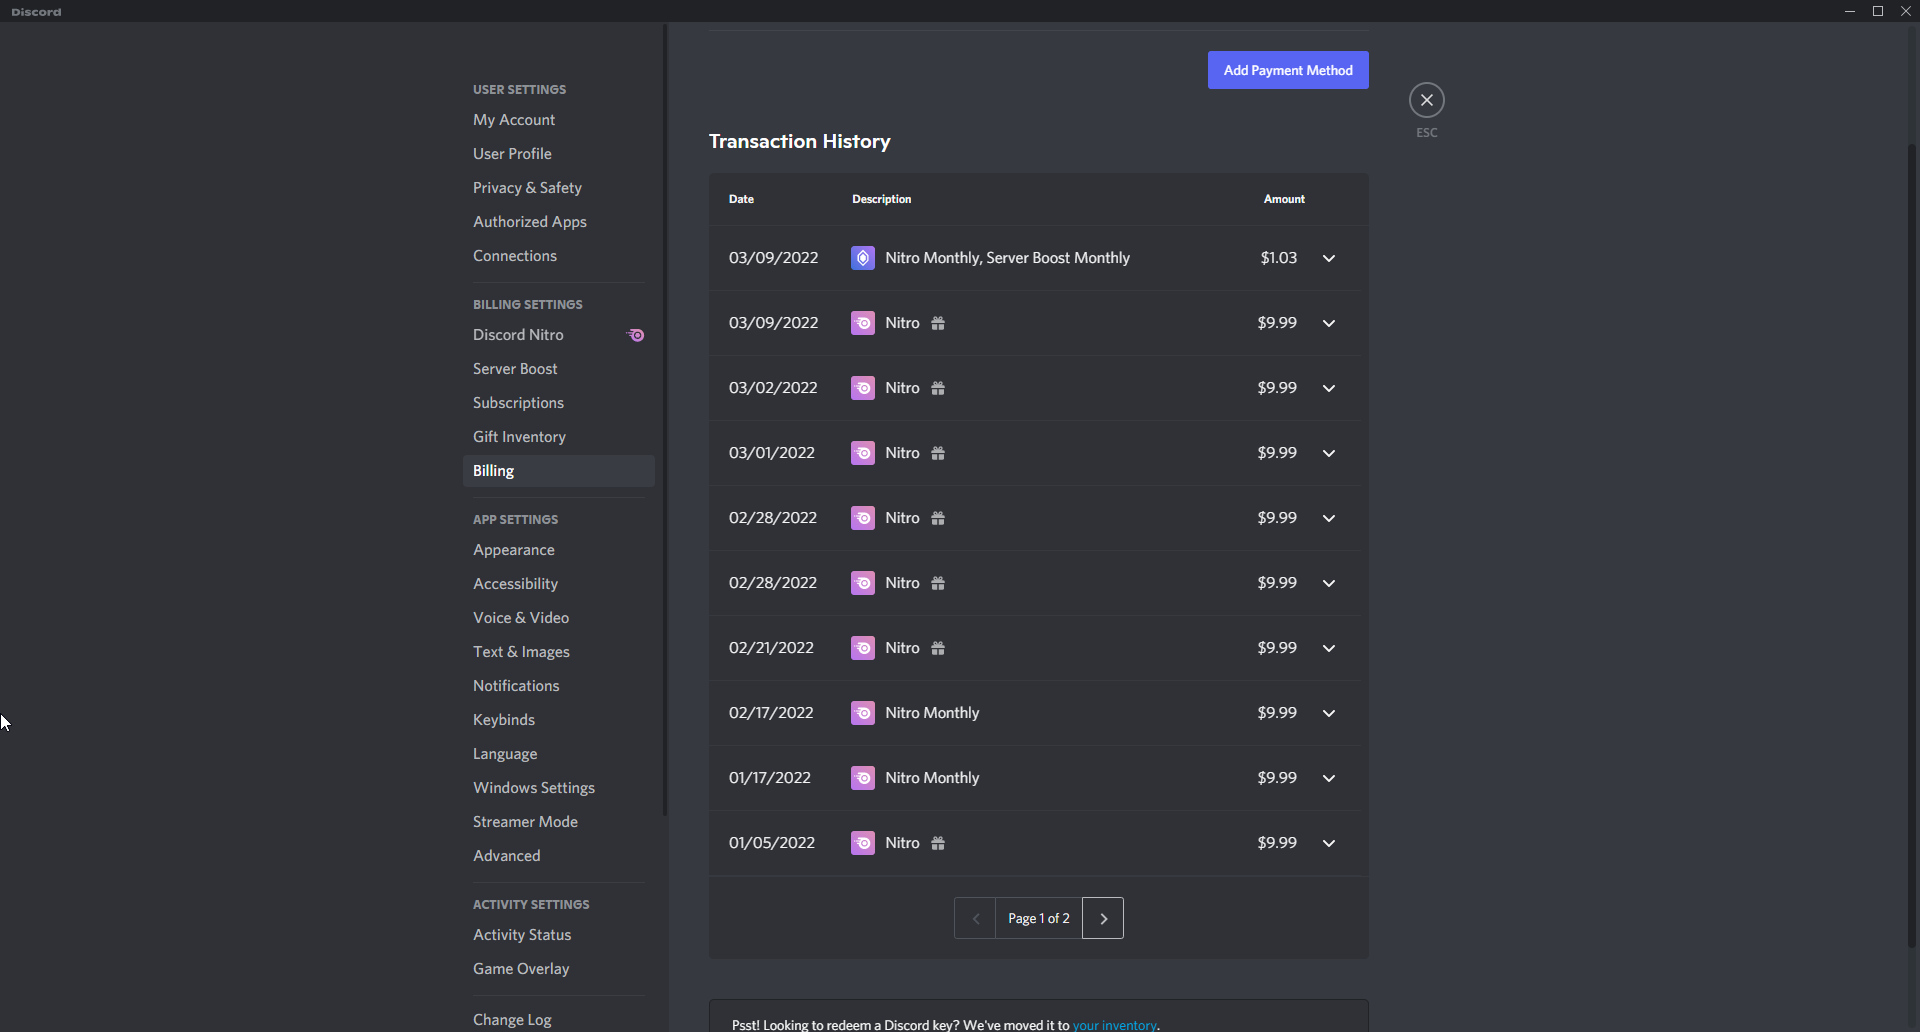 Discord
USER SETTINGS
My Account
User Profile
Privacy & Safety
Authorized Apps
Connections
BILLING SETTINGS
Discord Nitro
Server Boost
Subscriptions
Gift Inventory
Billing
APP SETTINGS
Appearance
Accessibility
Voice & Video
Text & Images
Notifications
Keybinds
Language
Windows Settings
Streamer Mode
Advanced
ACTIVITY SETTINGS
Activity Status
Game Overlay
Change Log
Add Payment Method
ESC
Transaction History
Date Description Amount
03/09/2022 Nitro Monthly, Server Boost Monthly $1.03
03/09/2022 Nitro $9.99
03/02/2022 Nitro $9.99
03/01/2022 Nitro $9.99
02/28/2022 Nitro $9.99
02/28/2022 Nitro $9.99
02/21/2022 Nitro $9.99
02/17/2022 Nitro Monthly $9.99
01/17/2022 Nitro Monthly $9.99
01/05/2022 Nitro $9.99
Page 1 of 2
Psst! Looking to redeem a Discord key? We've moved it to your inventory.